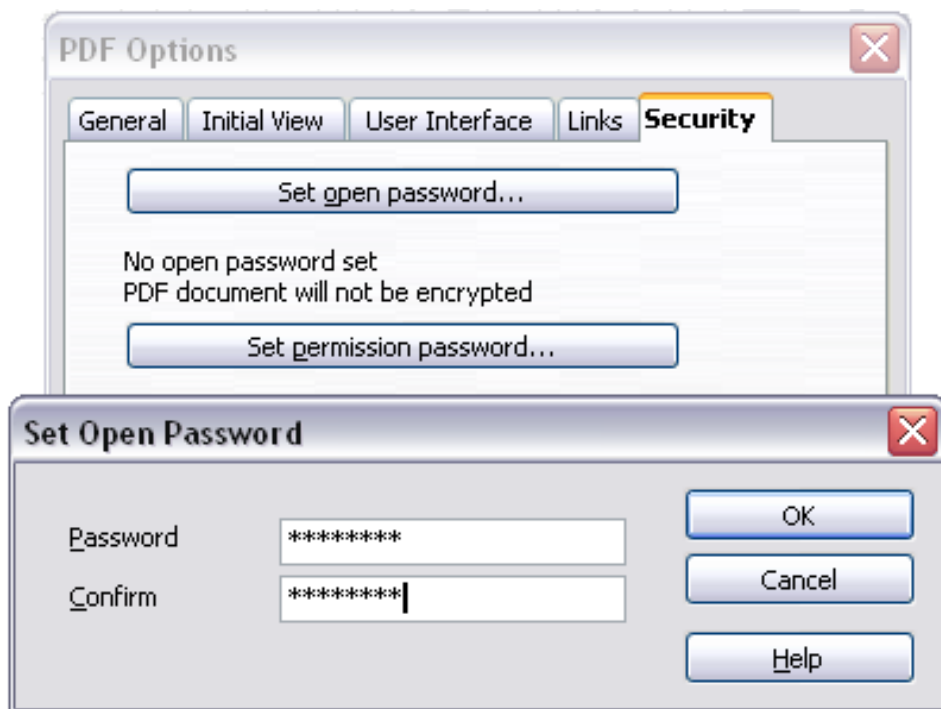 PDF Options
General Initial View User Interface Links Security
Set open password...
No open password set
PDF document will not be encrypted
Set permission password...
Set Open Password
Password ********
OK
Confirm ********
Cancel
Help